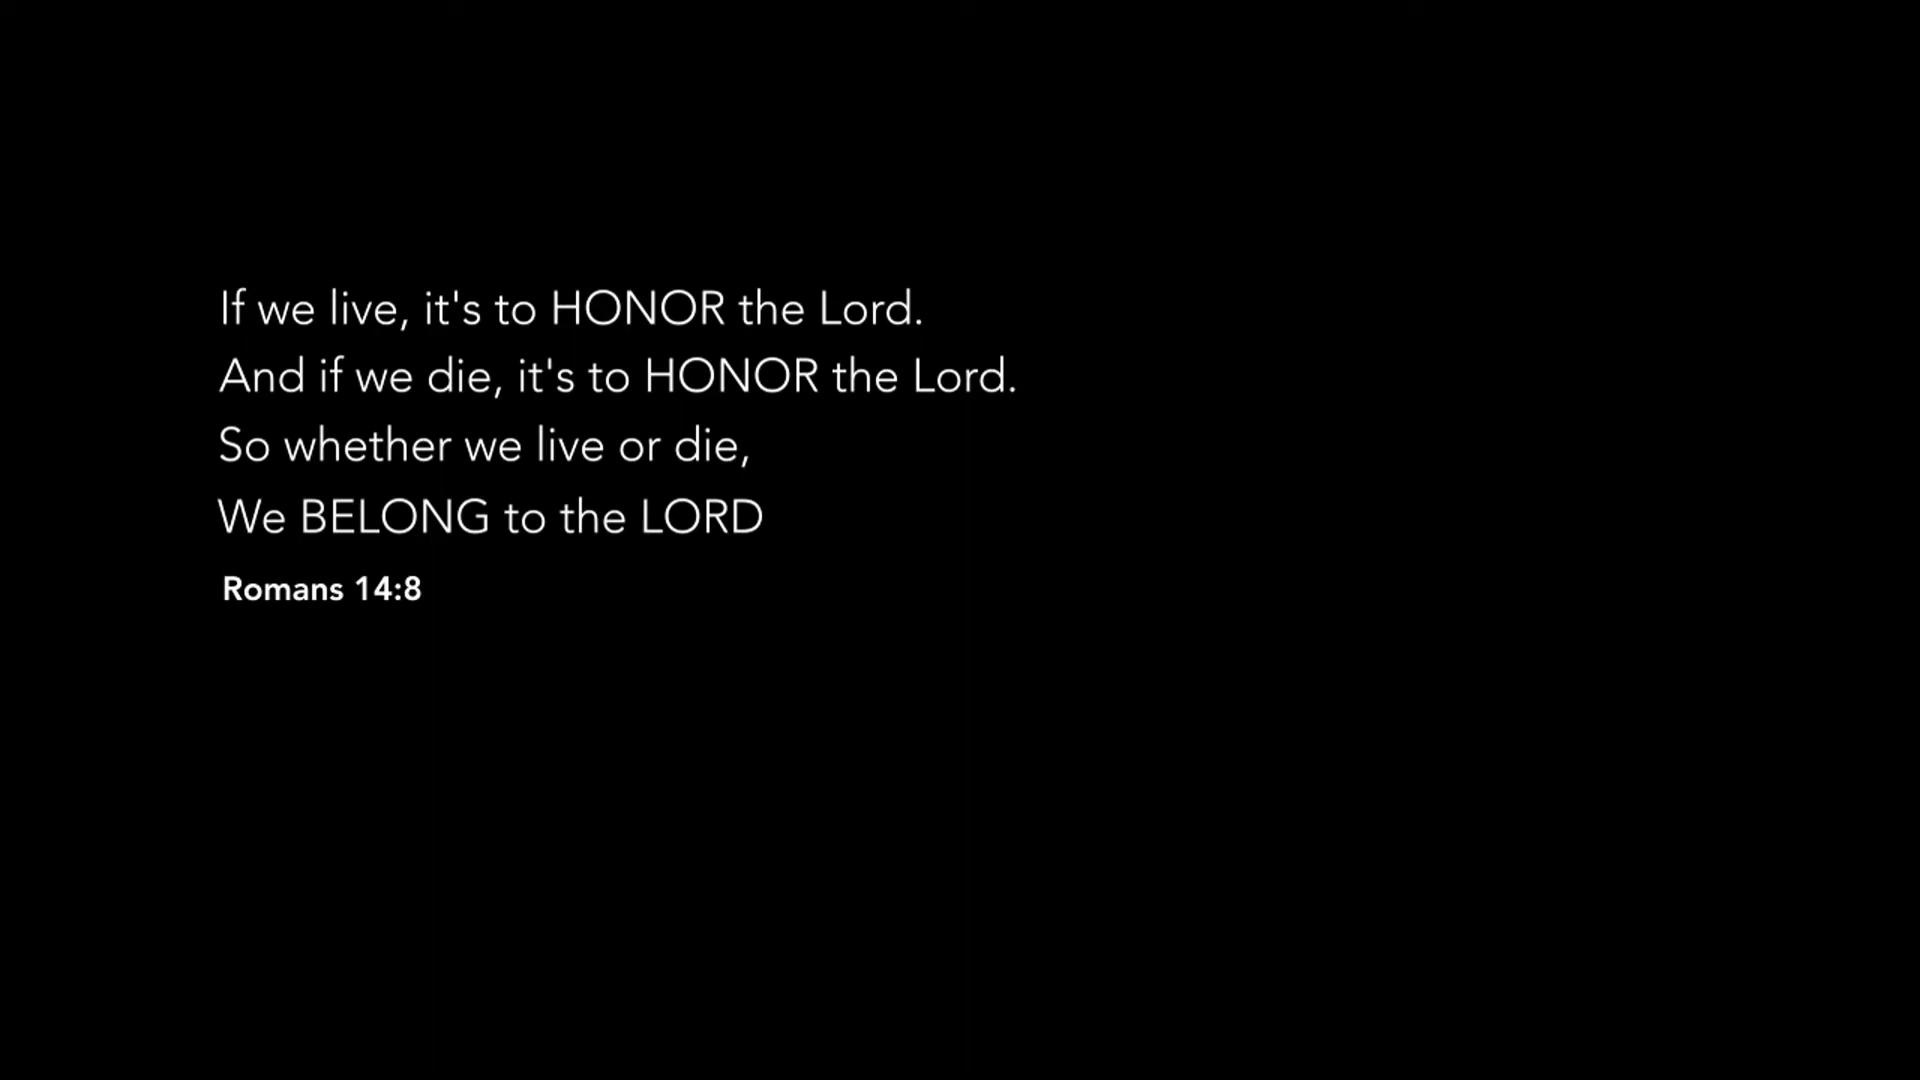 If we live, it's to HONOR the Lord.
And if we die, it's to HONOR the Lord.
So whether we live or die,
We BELONG to the LORD
Romans 14:8